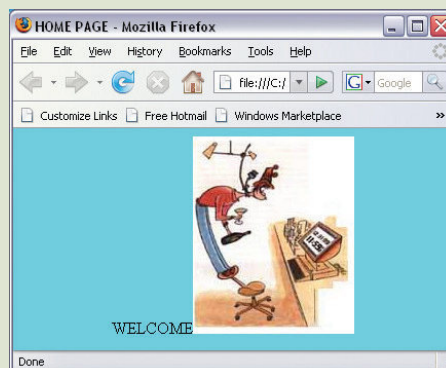 HOME PAGE - Mozilla Firefox
File Edit View History Bookmarks Tools Help
file:///C:/ G Google
Customize Links Free Hotmail Windows Marketplace »
WELCOME
Done